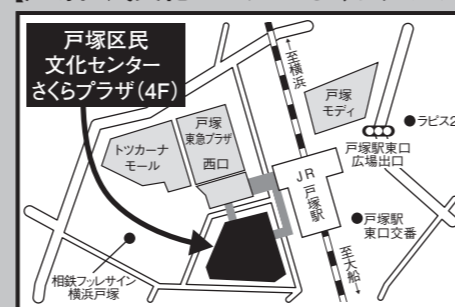 戸塚区民
文化センター
さくらプラザ(4F)
←至横浜
戸塚
モディ
●ラピス2
戸塚
東急プラザ
西口
トツカーナ
モール
戸塚駅東口
広場出口
JR
戸塚駅
●戸塚駅
東口交番
至大船→
相鉄フレッサイン
横浜戸塚